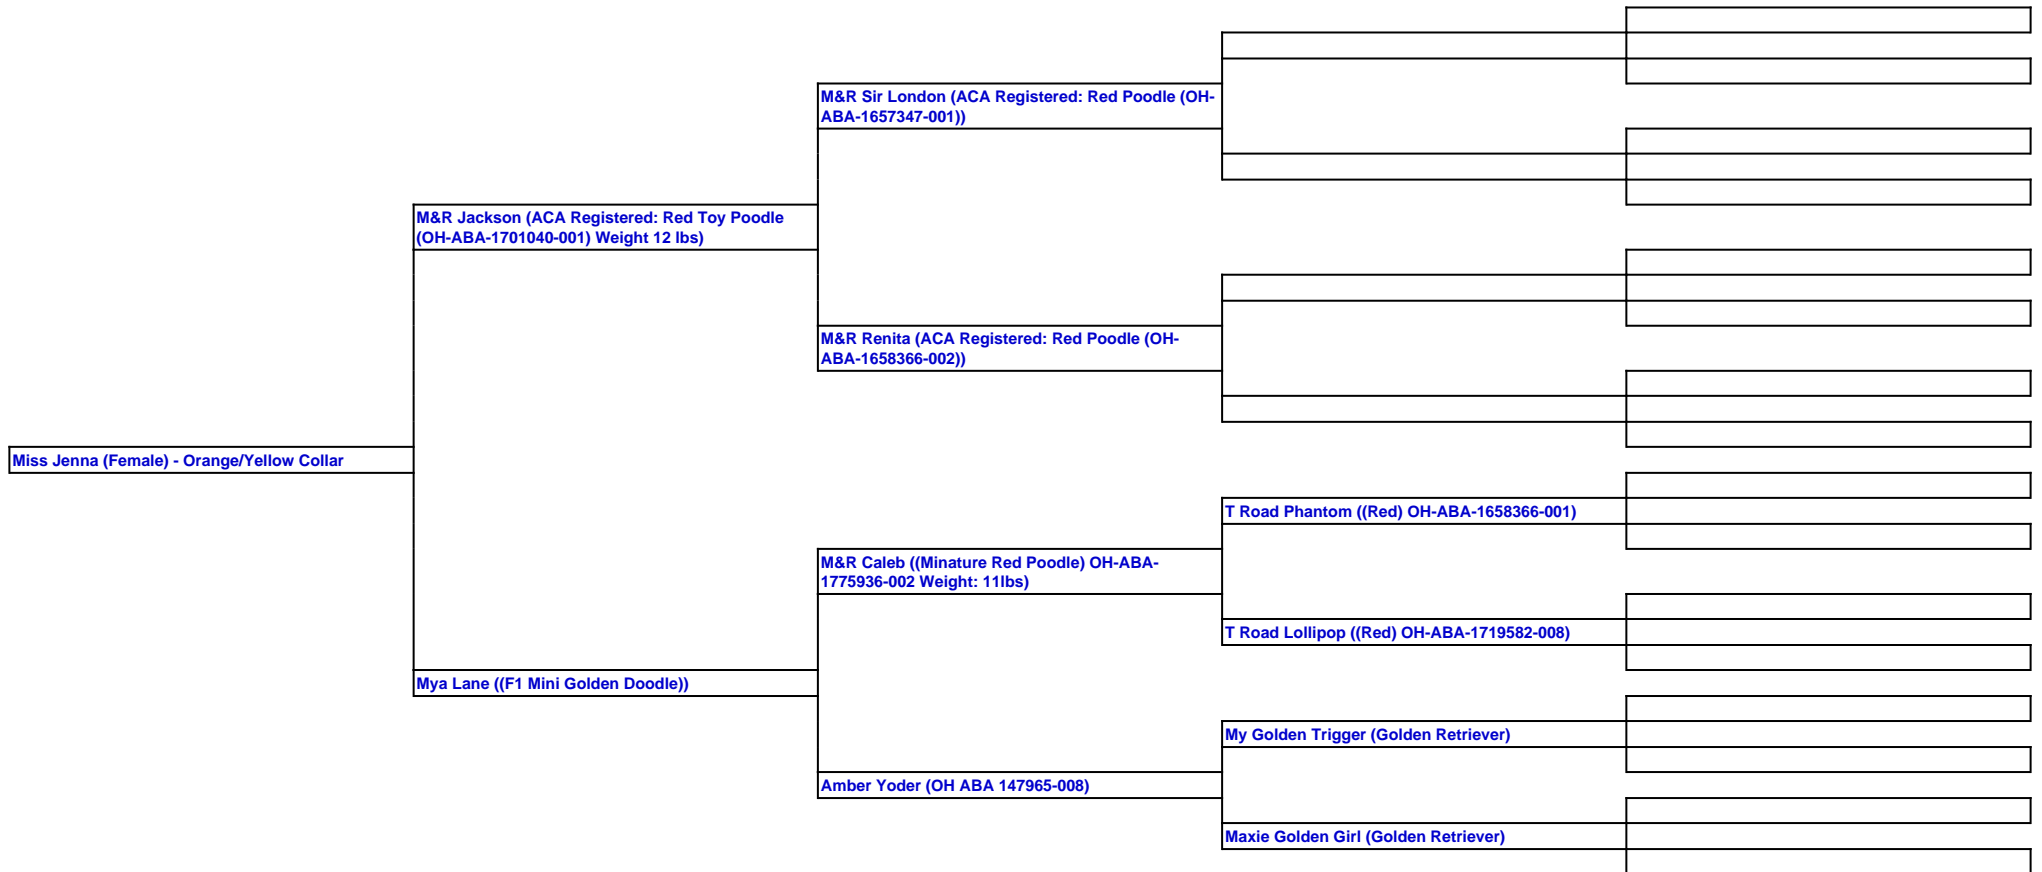 M&R Sir London (ACA Registered: Red Poodle (OH-
ABA-1657347-001))
M&R Jackson (ACA Registered: Red Toy Poodle
(OH-ABA-1701040-001) Weight 12 lbs)
M&R Renita (ACA Registered: Red Poodle (OH-
ABA-1658366-002))
Miss Jenna (Female) - Orange/Yellow Collar
T Road Phantom ((Red) OH-ABA-1658366-001)
M&R Caleb ((Minature Red Poodle) OH-ABA-
1775936-002 Weight: 11lbs)
T Road Lollipop ((Red) OH-ABA-1719582-008)
Mya Lane ((F1 Mini Golden Doodle))
My Golden Trigger (Golden Retriever)
Amber Yoder (OH ABA 147965-008)
Maxie Golden Girl (Golden Retriever)